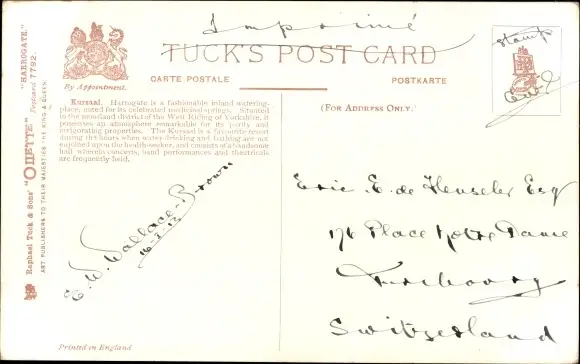 Imprimé
TUCK'S POST CARD
CARTE POSTALE
POSTKARTE
By Appointment.
(FOR ADDRESS ONLY.)
Stamp
Kursaal. Harrogate is a fashionable inland watering-
place, noted for its celebrated medicinal springs. Situated
in the moorland district of the West Riding of Yorkshire, it
possesses an atmosphere remarkable for its purity and
invigorating properties. The Kursaal is a favourite resort
during the hours when water-drinking and bathing are not
enjoined upon the health-seeker, and consists of a handsome
hall wherein concerts, band performances and theatricals
are frequently held.
E. W. Wallace-Brown
Eric E. de Henseler Esq
176 Place Notre Dame
Fribourg
Switzerland
Printed in England
Raphael Tuck & Sons' "OILETTE" "HARROGATE."
Postcard 7792.
ART PUBLISHERS TO THEIR MAJESTIES THE KING & QUEEN.